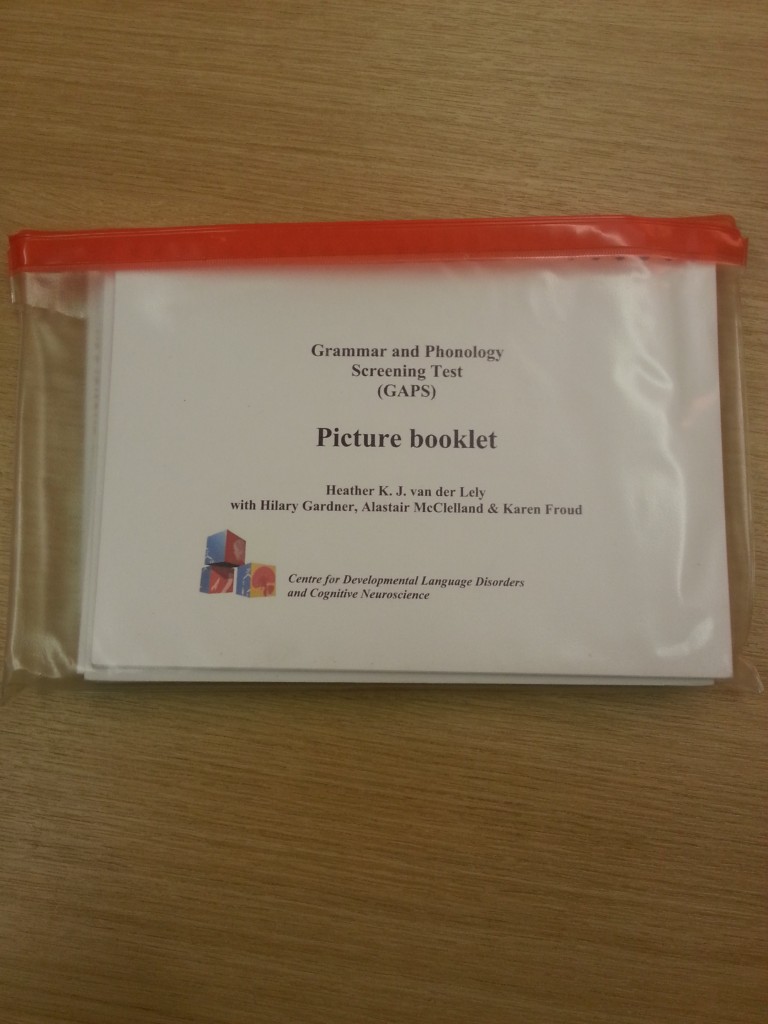 Grammar and Phonology
Screening Test
(GAPS)
Picture booklet
Heather K. J. van der Lely
with Hilary Gardner, Alastair McClelland & Karen Froud
Centre for Developmental Language Disorders
and Cognitive Neuroscience